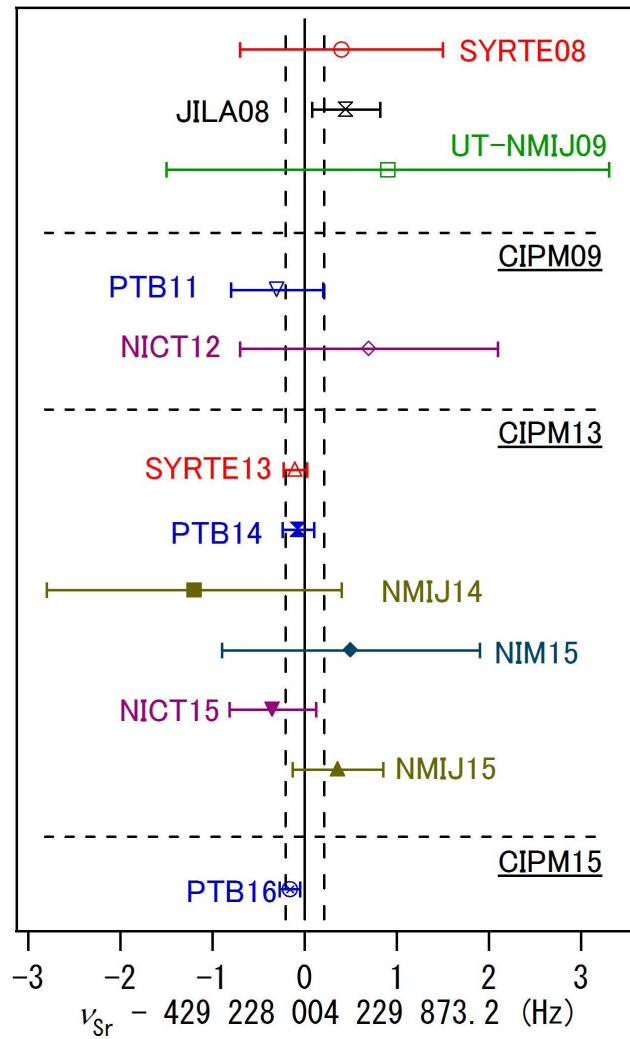 SYRTE08
JILA08
UT-NMIJ09
CIPM09
PTB11
NICT12
CIPM13
SYRTE13
PTB14
NMIJ14
NIM15
NICT15
NMIJ15
CIPM15
PTB16
-3 -2 -1 0 1 2 3
νSr - 429 228 004 229 873.2 (Hz)